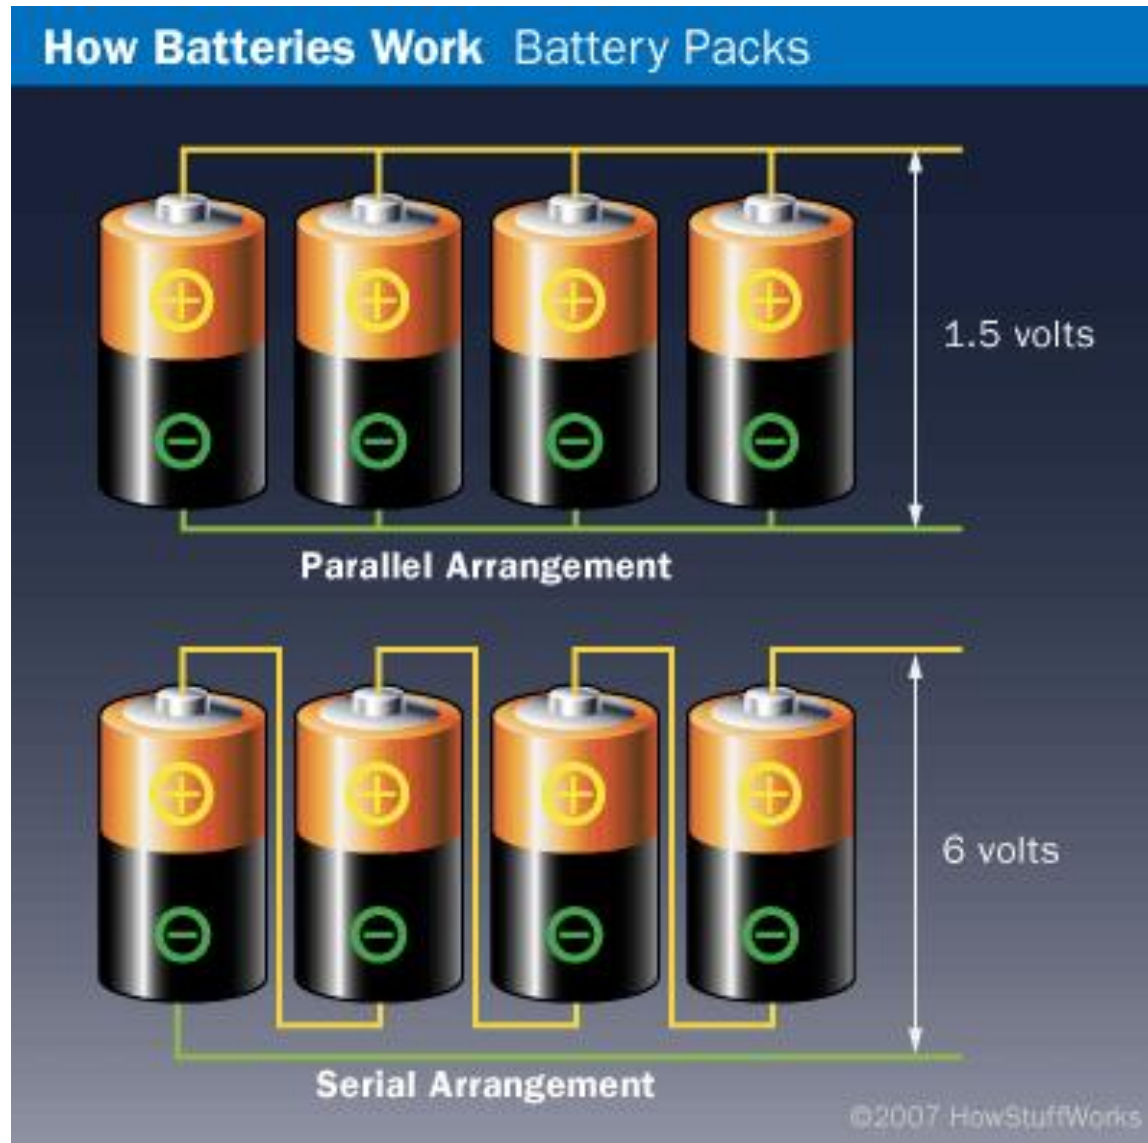 How Batteries Work Battery Packs
1.5 volts
Parallel Arrangement
6 volts
Serial Arrangement
©2007 HowStuffWorks